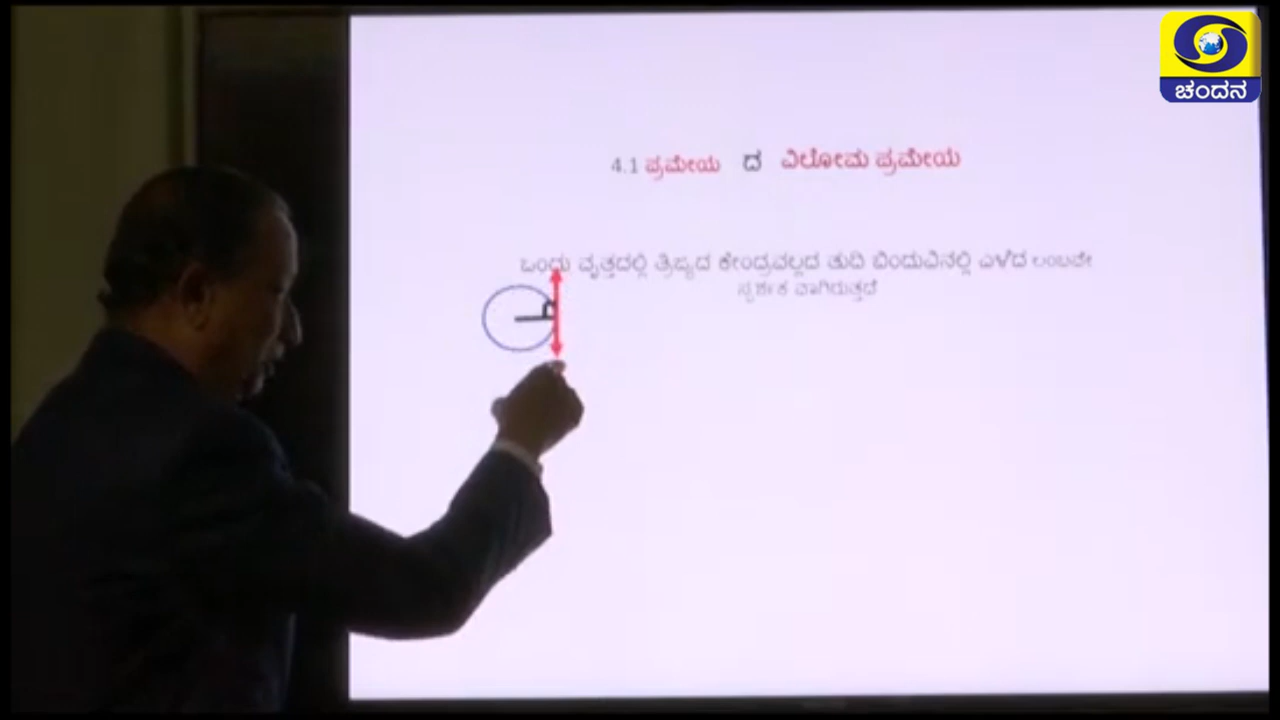 ಚಂದನ
4.1 ಪ್ರಮೇಯ ದ ವಿಲೋಮ ಪ್ರಮೇಯ
ಒಂದು ವೃತ್ತದಲ್ಲಿ ತ್ರಿಜ್ಯದ ಕೇಂದ್ರವಲ್ಲದ ತುದಿ ಬಿಂದುವಿನಲ್ಲಿ ಎಳೆದ ಲಂಬವೇ
ಸ್ಪರ್ಶಕ ವಾಗಿರುತ್ತದೆ